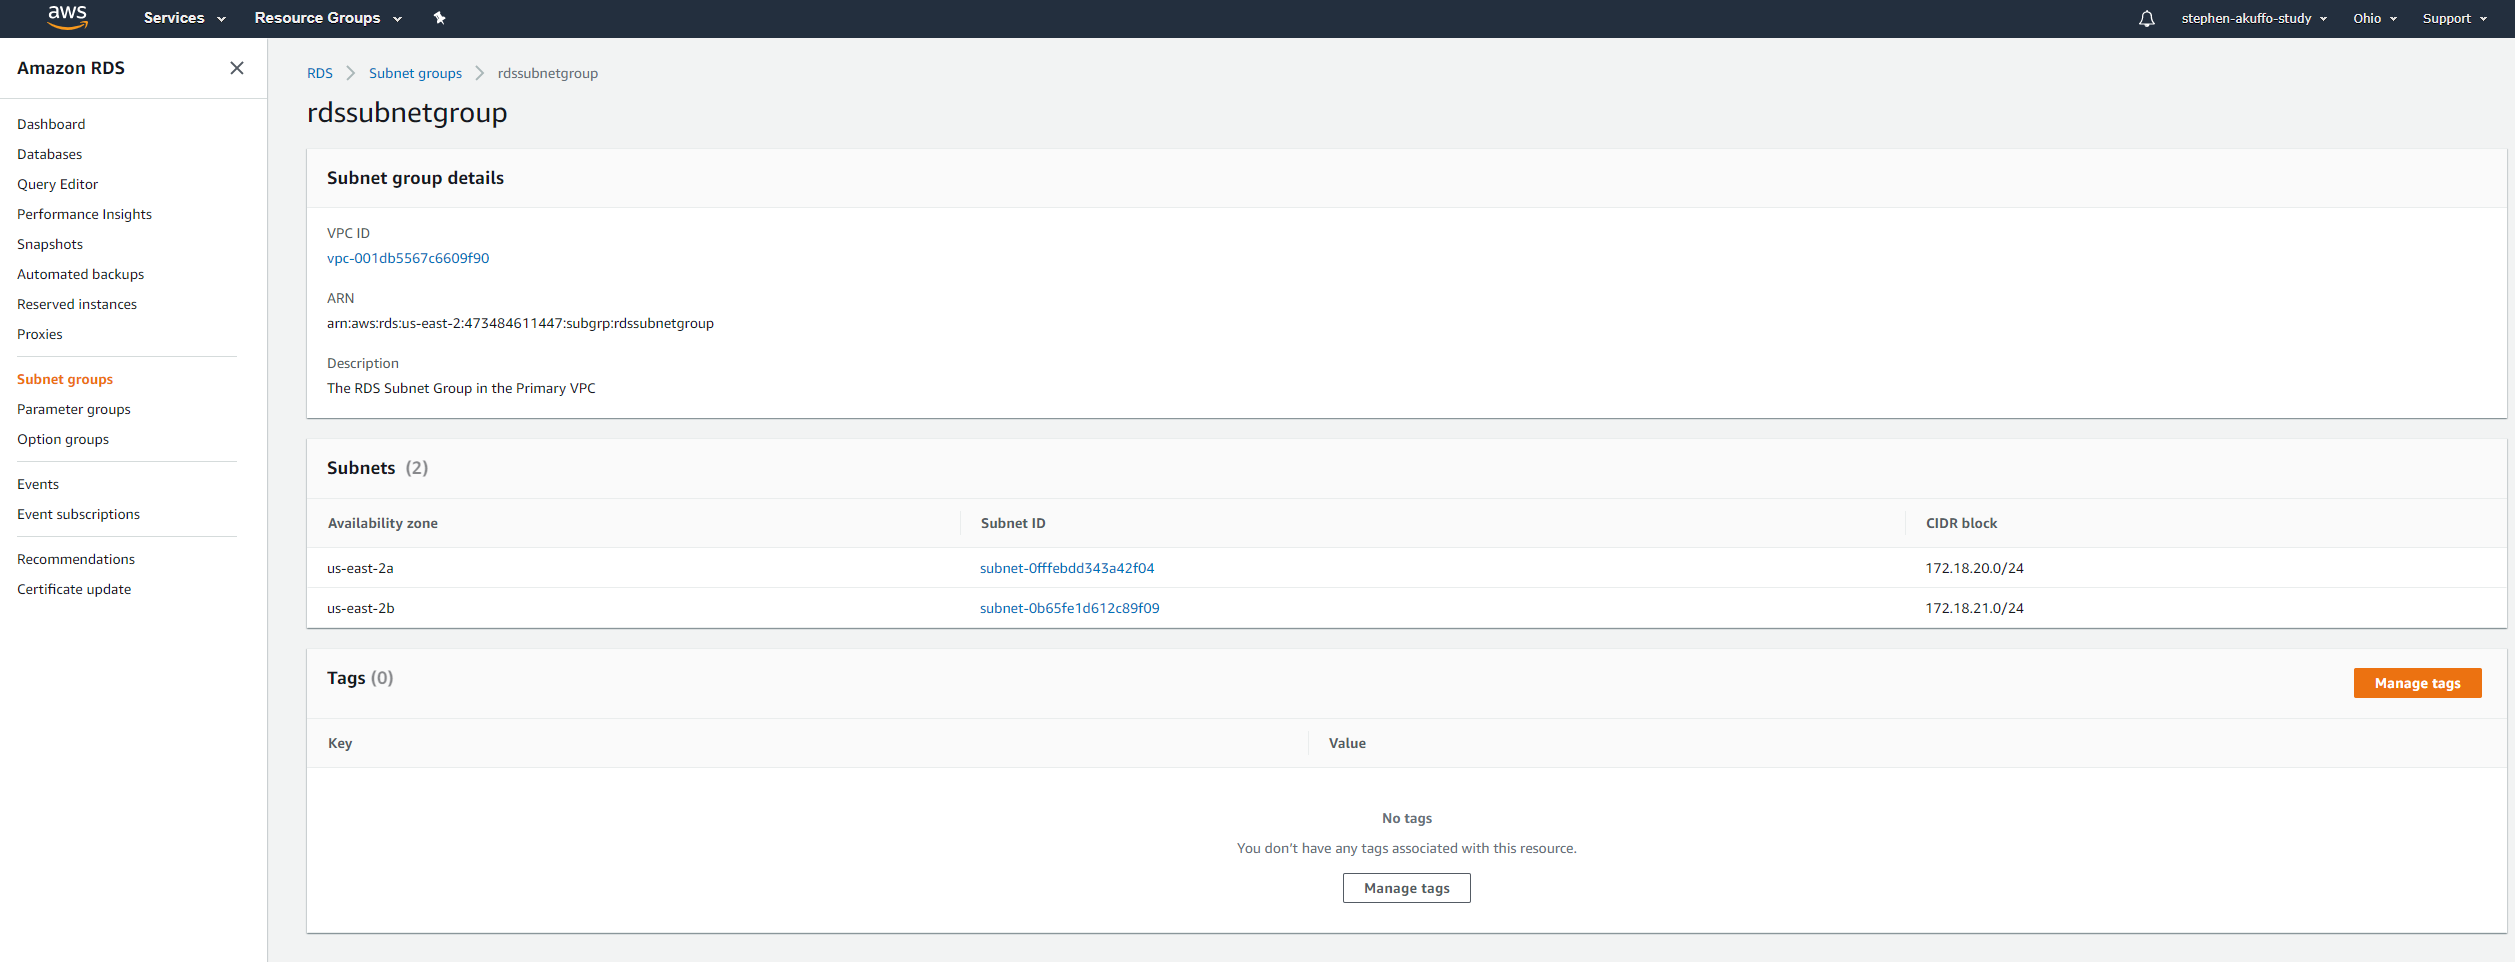 aws
Services
Resource Groups
stephen-akuffo-study
Ohio
Support
Amazon RDS
Dashboard
Databases
Query Editor
Performance Insights
Snapshots
Automated backups
Reserved instances
Proxies
Subnet groups
Parameter groups
Option groups
Events
Event subscriptions
Recommendations
Certificate update
RDS
Subnet groups
rdssubnetgroup
rdssubnetgroup
Subnet group details
VPC ID
vpc-001db5567c6609f90
ARN
arn:aws:rds:us-east-2:473484611447:subgrp:rdssubnetgroup
Description
The RDS Subnet Group in the Primary VPC
Subnets (2)
Availability zone
Subnet ID
CIDR block
us-east-2a
subnet-0fffebdd343a42f04
172.18.20.0/24
us-east-2b
subnet-0b65fe1d612c89f09
172.18.21.0/24
Tags (0)
Manage tags
Key
Value
No tags
You don't have any tags associated with this resource.
Manage tags